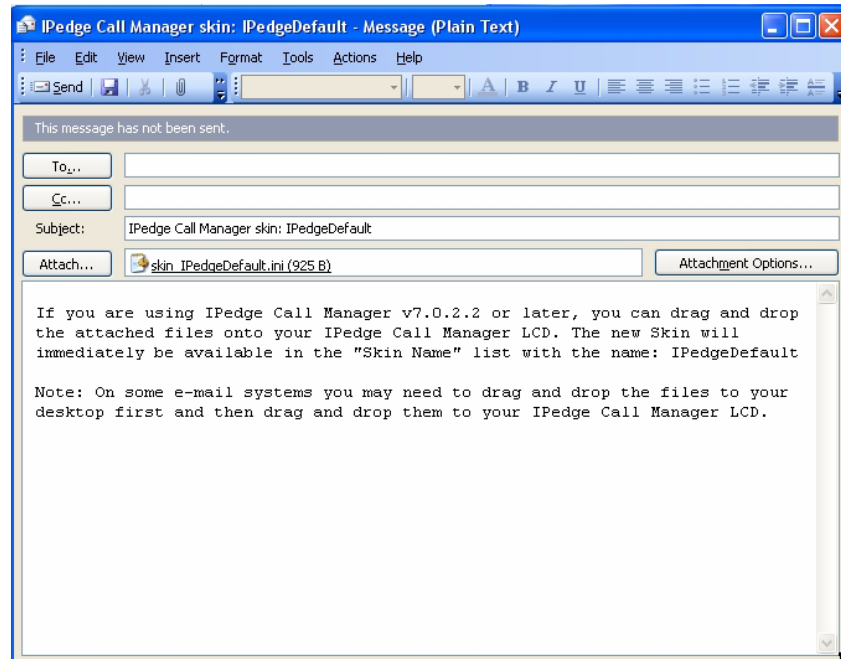 IPedge Call Manager skin: IPedgeDefault - Message (Plain Text)
File Edit View Insert Format Tools Actions Help
Send A B I U
This message has not been sent.
To...
Cc...
Subject: IPedge Call Manager skin: IPedgeDefault
Attach... skin_IPedgeDefault.ini (925 B) Attachment Options...
If you are using IPedge Call Manager v7.0.2.2 or later, you can drag and drop
the attached files onto your IPedge Call Manager LCD. The new Skin will
immediately be available in the "Skin Name" list with the name: IPedgeDefault
Note: On some e-mail systems you may need to drag and drop the files to your
desktop first and then drag and drop them to your IPedge Call Manager LCD.